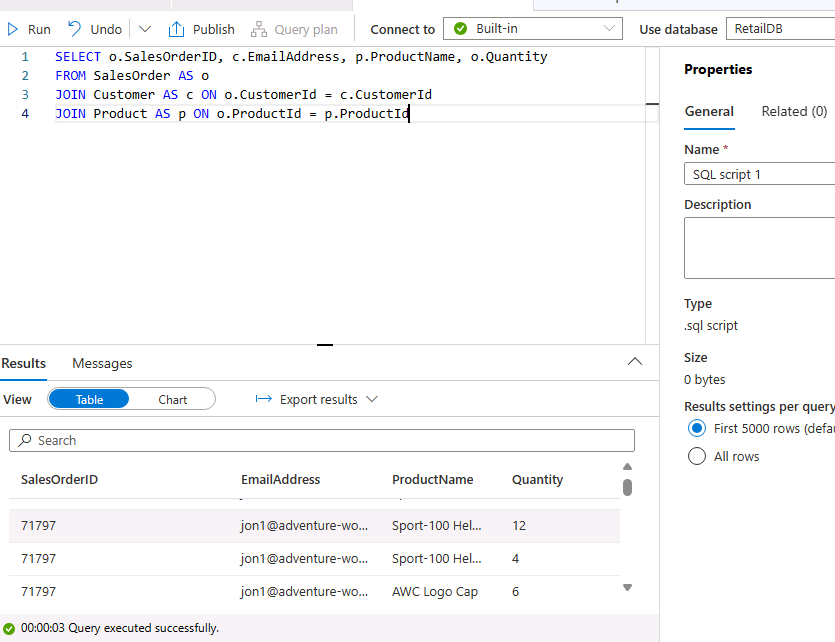 Run Undo Publish Query plan Connect to Built-in Use database RetailDB
1 SELECT o.SalesOrderID, c.EmailAddress, p.ProductName, o.Quantity
2 FROM SalesOrder AS o
3 JOIN Customer AS c ON o.CustomerId = c.CustomerId
4 JOIN Product AS p ON o.ProductId = p.ProductId
Properties
General Related (0)
Name *
SQL script 1
Description
Type
.sql script
Size
0 bytes
Results settings per query
First 5000 rows (defau
All rows
Results Messages
View Table Chart Export results
Search
SalesOrderID EmailAddress ProductName Quantity
71797 jon1@adventure-wo... Sport-100 Hel... 12
71797 jon1@adventure-wo... Sport-100 Hel... 4
71797 jon1@adventure-wo... AWC Logo Cap 6
00:00:03 Query executed successfully.